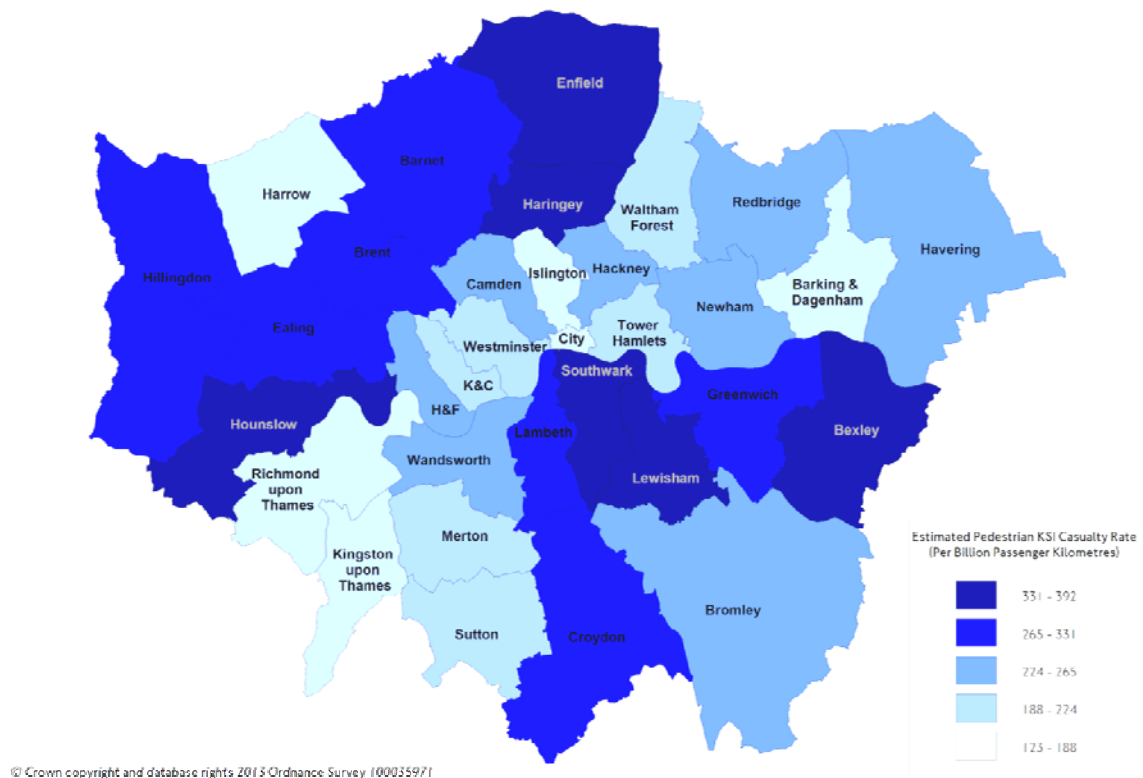 Enfield
Barnet
Harrow
Haringey
Waltham
Forest
Redbridge
Havering
Brent
Hillingdon
Islington
Hackney
Camden
Barking &
Dagenham
Newham
Ealing
Tower
Hamlets
City
Westminster
Southwark
K&C
Greenwich
H&F
Hounslow
Lambeth
Bexley
Wandsworth
Richmond
upon
Thames
Lewisham
Merton
Kingston
upon
Thames
Bromley
Sutton
Croydon
Estimated Pedestrian KSI Casualty Rate
(Per Billion Passenger Kilometres)
331 - 392
265 - 331
224 - 265
188 - 224
123 - 188
© Crown copyright and database rights 2013 Ordnance Survey 100035971